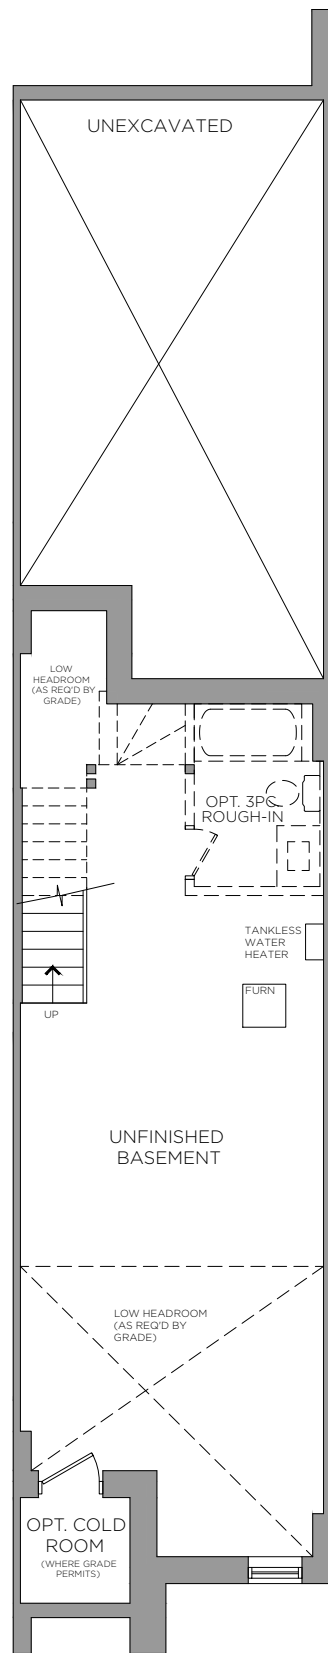 UNEXCAVATED
LOW
HEADROOM
(AS REQ'D BY
GRADE)
OPT. 3PC
ROUGH-IN
TANKLESS
WATER
HEATER
FURN
UP
UNFINISHED
BASEMENT
LOW HEADROOM
(AS REQ'D BY
GRADE)
OPT. COLD
ROOM
(WHERE GRADE
PERMITS)